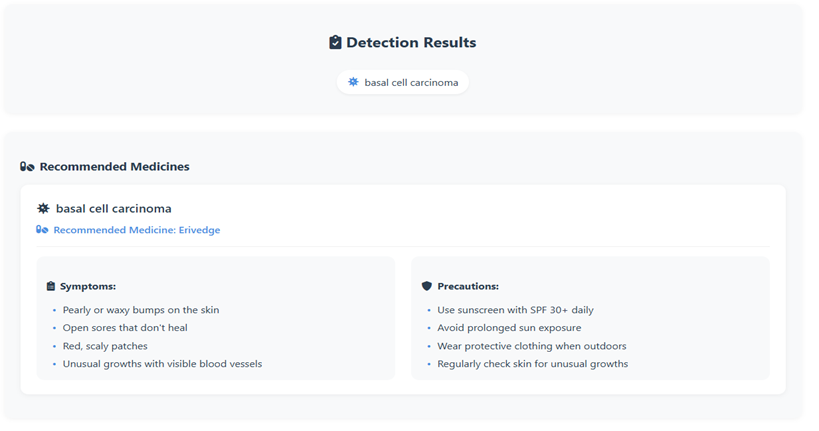 Detection Results
basal cell carcinoma
Recommended Medicines
basal cell carcinoma
Recommended Medicine: Erivedge
Symptoms:
Pearly or waxy bumps on the skin
Open sores that don't heal
Red, scaly patches
Unusual growths with visible blood vessels
Precautions:
Use sunscreen with SPF 30+ daily
Avoid prolonged sun exposure
Wear protective clothing when outdoors
Regularly check skin for unusual growths